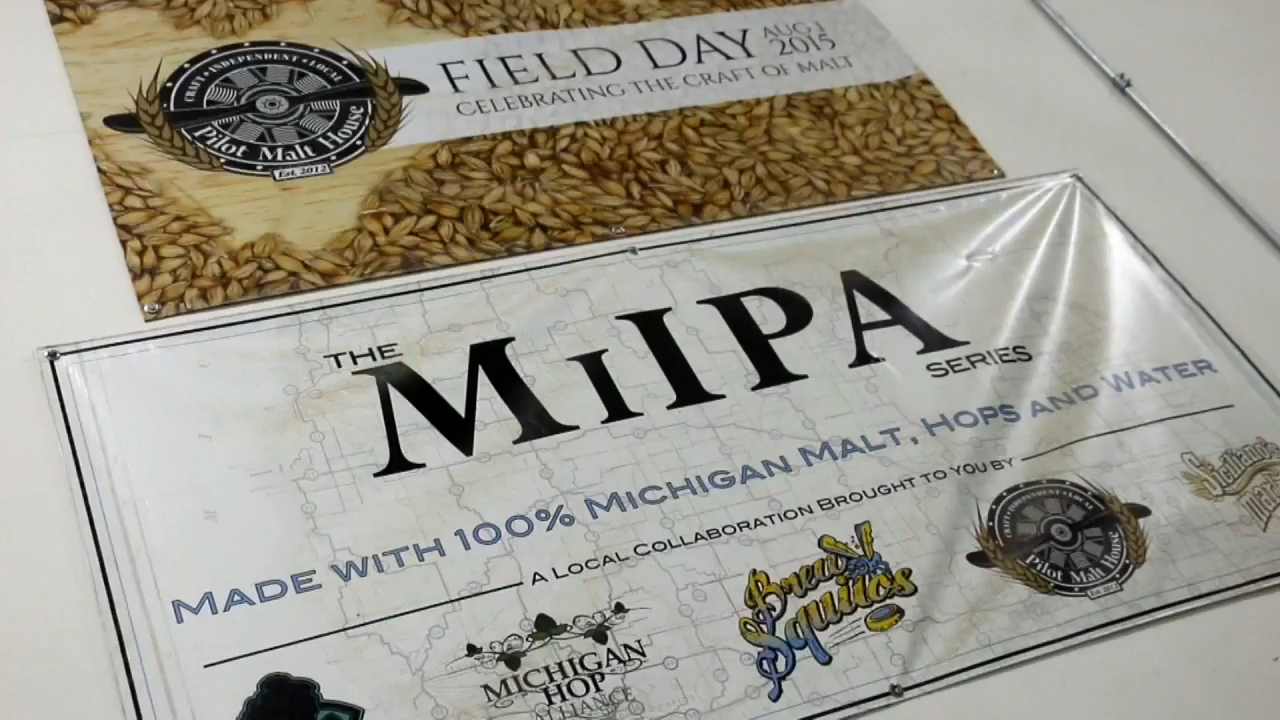 CRAFT • INDEPENDENT • LOCAL
Pilot Malt House
Est. 2012
FIELD DAY AUG 1 2015
CELEBRATING THE CRAFT OF MALT
THE
MIIPA
SERIES
MADE WITH 100% MICHIGAN MALT, HOPS AND WATER
A LOCAL COLLABORATION BROUGHT TO YOU BY
MICHIGAN
HOP
ALLIANCE
Brew
Squitos
CRAFT • INDEPENDENT • LOCAL
Pilot Malt House